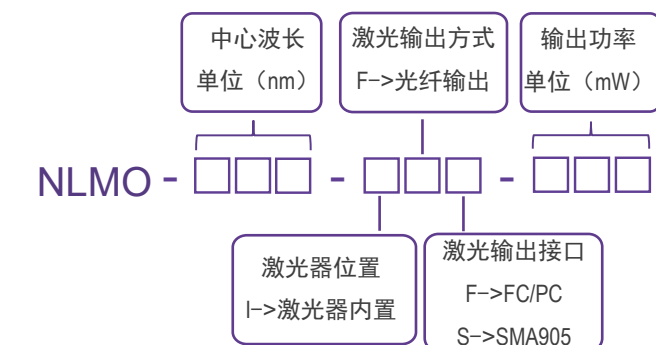 中心波长
单位（nm）
激光输出方式
F->光纤输出
输出功率
单位（mW）
NLMO - □□□ - □□□ - □□□
激光器位置
I->激光器内置
激光输出接口
F->FC/PC
S->SMA905